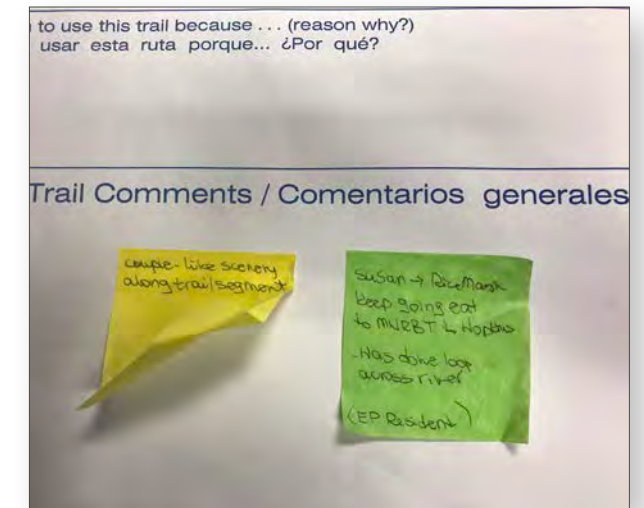 to use this trail because ... (reason why?)
usar esta ruta porque... ¿Por qué?
Trail Comments / Comentarios generales
couple - like scenery
along trail segment
Susan → Rice Marsh
keep going eat
to MNRBT & Hopkins
- Has done loop
across river
(EP Resident)